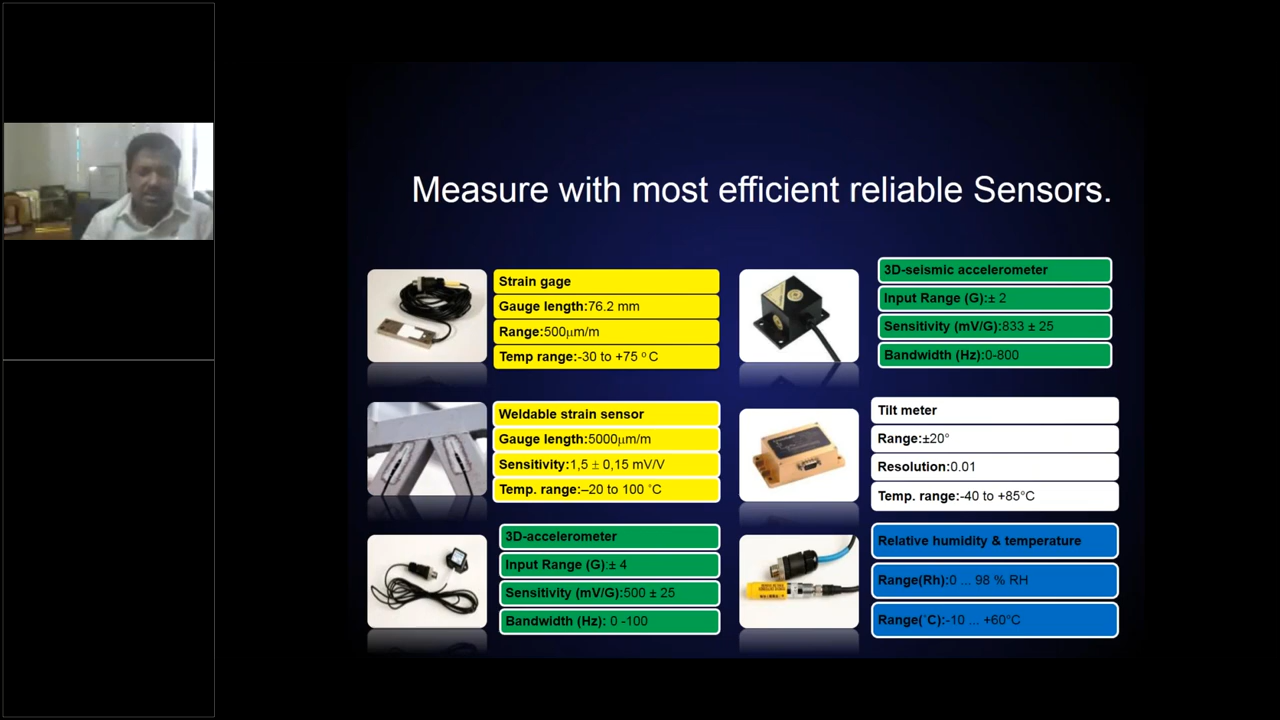 Measure with most efficient reliable Sensors.
Strain gage
Gauge length:76.2 mm
Range:500µm/m
Temp range:-30 to +75 ° C
3D-seismic accelerometer
Input Range (G):± 2
Sensitivity (mV/G):833 ± 25
Bandwidth (Hz):0-800
Weldable strain sensor
Gauge length:5000µm/m
Sensitivity:1,5 ± 0,15 mV/V
Temp. range:–20 to 100 ˚C
Tilt meter
Range:±20°
Resolution:0.01
Temp. range:-40 to +85°C
3D-accelerometer
Input Range (G):± 4
Sensitivity (mV/G):500 ± 25
Bandwidth (Hz): 0 -100
Relative humidity & temperature
Range(Rh):0 ... 98 % RH
Range(˚C):-10 ... +60°C